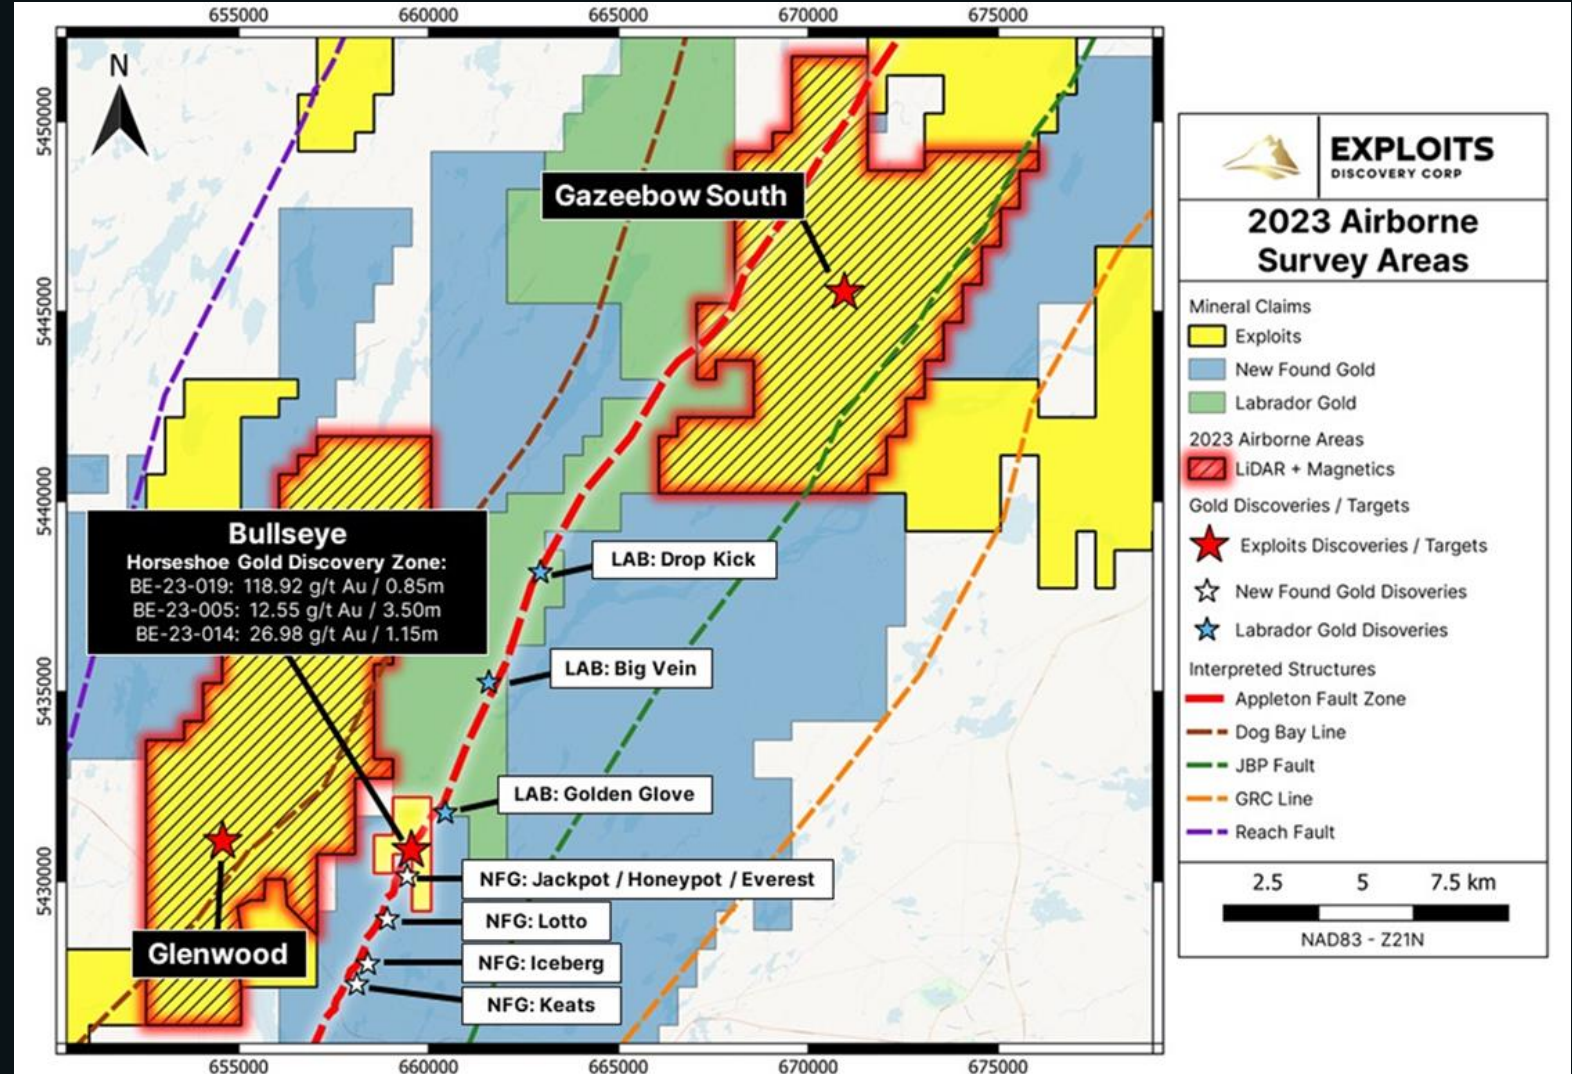 655000 660000 665000 670000 675000
N
5450000
5445000
5440000
5435000
5430000
Gazeebow South
Bullseye
Horseshoe Gold Discovery Zone:
BE-23-019: 118.92 g/t Au / 0.85m
BE-23-005: 12.55 g/t Au / 3.50m
BE-23-014: 26.98 g/t Au / 1.15m
LAB: Drop Kick
LAB: Big Vein
LAB: Golden Glove
NFG: Jackpot / Honeypot / Everest
NFG: Lotto
NFG: Iceberg
NFG: Keats
Glenwood
655000 660000 665000 670000 675000
EXPLOITS
DISCOVERY CORP
2023 Airborne
Survey Areas
Mineral Claims
Exploits
New Found Gold
Labrador Gold
2023 Airborne Areas
LiDAR + Magnetics
Gold Discoveries / Targets
Exploits Discoveries / Targets
New Found Gold Disoveries
Labrador Gold Disoveries
Interpreted Structures
Appleton Fault Zone
Dog Bay Line
JBP Fault
GRC Line
Reach Fault
2.5 5 7.5 km
NAD83 - Z21N